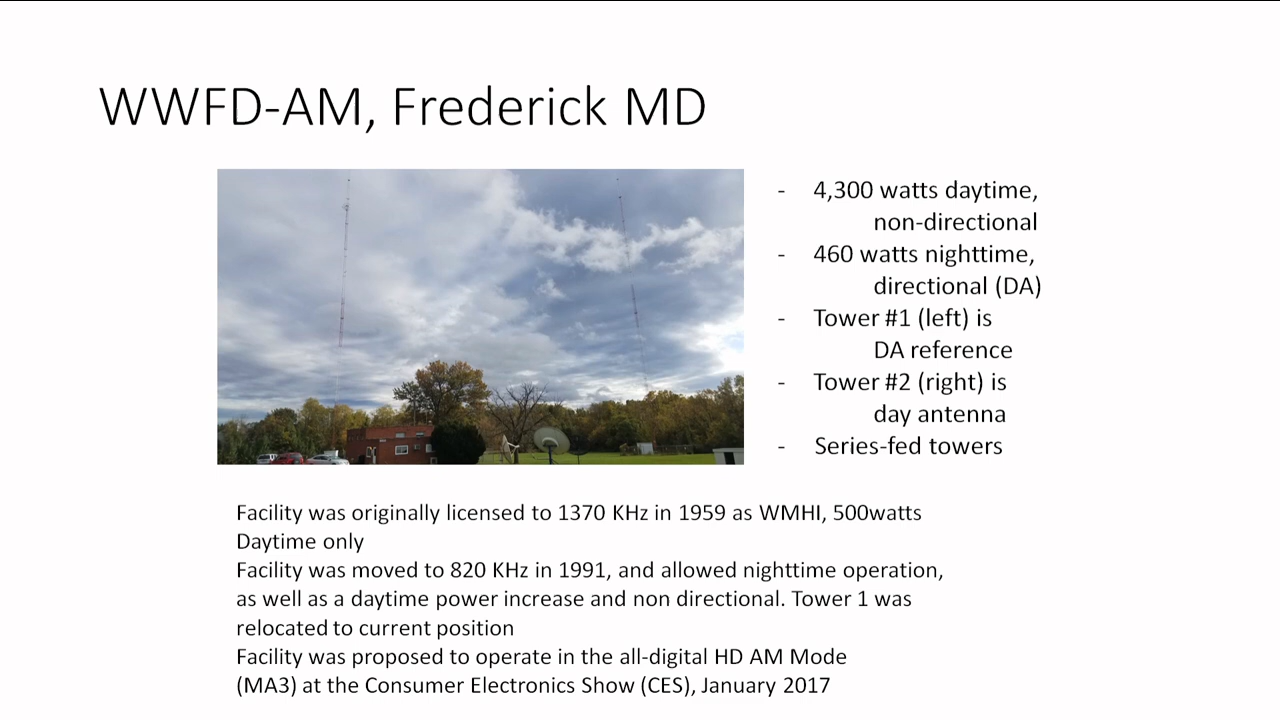 WWFD-AM, Frederick MD
- 4,300 watts daytime,
non-directional
- 460 watts nighttime,
directional (DA)
- Tower #1 (left) is
DA reference
- Tower #2 (right) is
day antenna
- Series-fed towers
Facility was originally licensed to 1370 KHz in 1959 as WMHI, 500watts
Daytime only
Facility was moved to 820 KHz in 1991, and allowed nighttime operation,
as well as a daytime power increase and non directional. Tower 1 was
relocated to current position
Facility was proposed to operate in the all-digital HD AM Mode
(MA3) at the Consumer Electronics Show (CES), January 2017